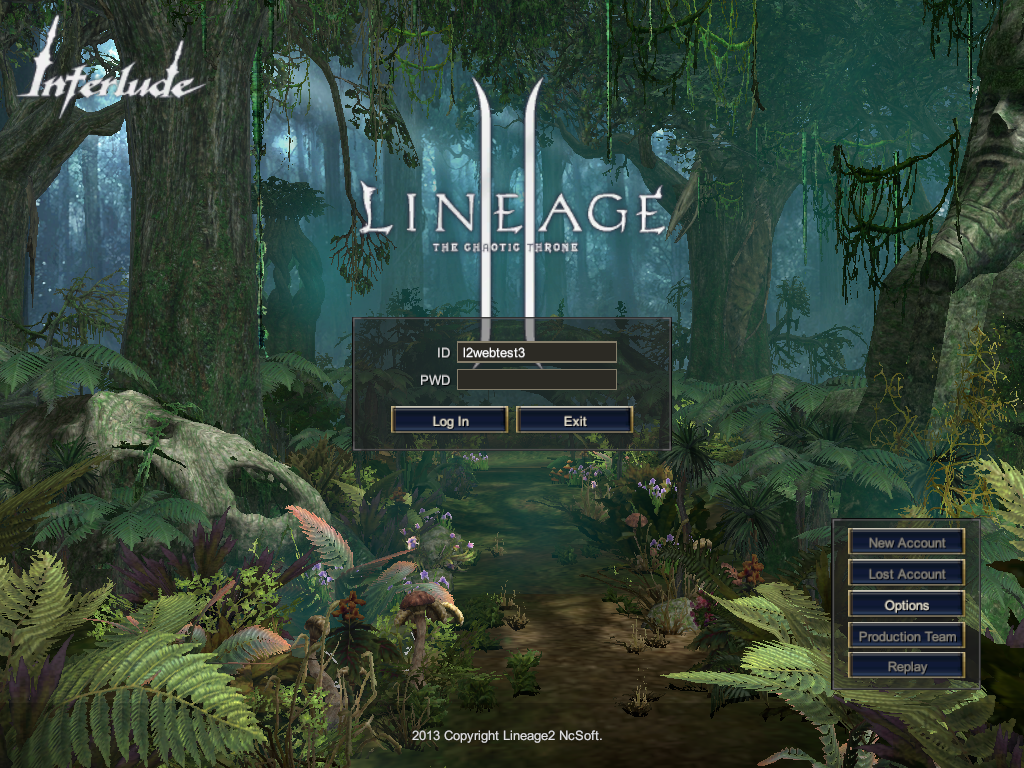 Interlude
LINEAGE II
THE CHAOTIC THRONE
ID l2webtest3
PWD
Log In Exit
New Account
Lost Account
Options
Production Team
Replay
2013 Copyright Lineage2 NcSoft.